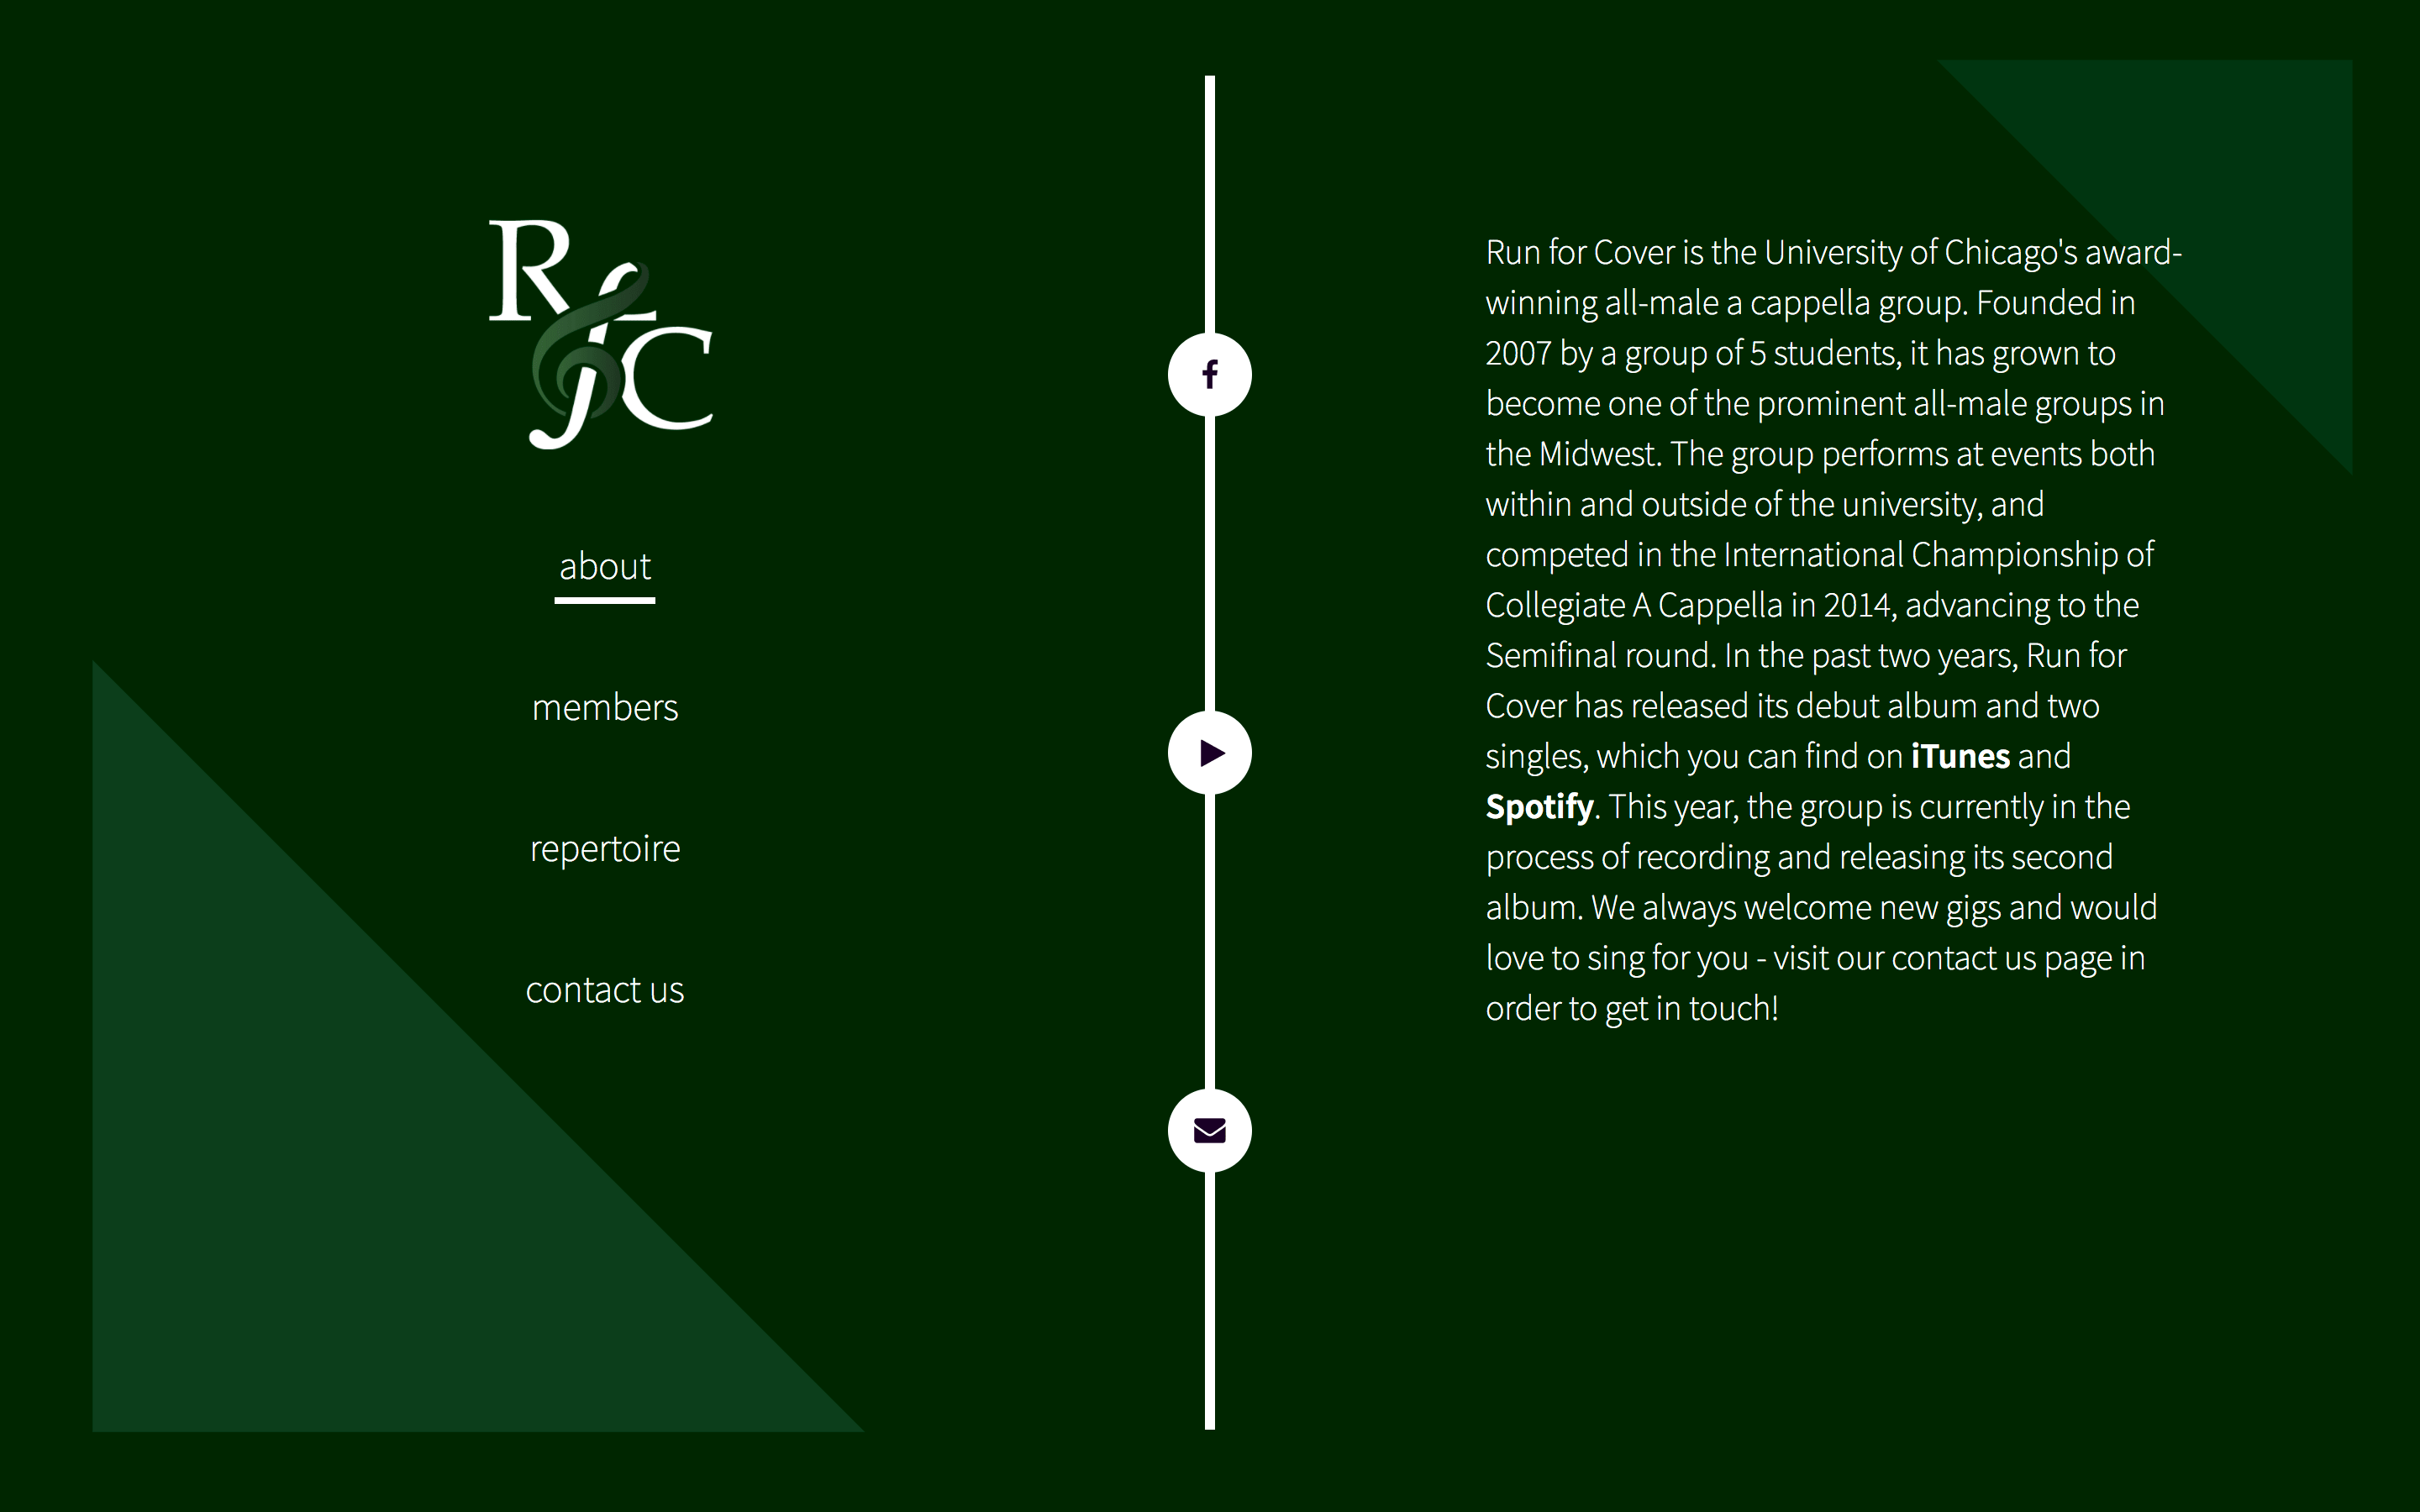 RfC
about
members
repertoire
contact us
Run for Cover is the University of Chicago's award-
winning all-male a cappella group. Founded in
2007 by a group of 5 students, it has grown to
become one of the prominent all-male groups in
the Midwest. The group performs at events both
within and outside of the university, and
competed in the International Championship of
Collegiate A Cappella in 2014, advancing to the
Semifinal round. In the past two years, Run for
Cover has released its debut album and two
singles, which you can find on iTunes and
Spotify. This year, the group is currently in the
process of recording and releasing its second
album. We always welcome new gigs and would
love to sing for you - visit our contact us page in
order to get in touch!